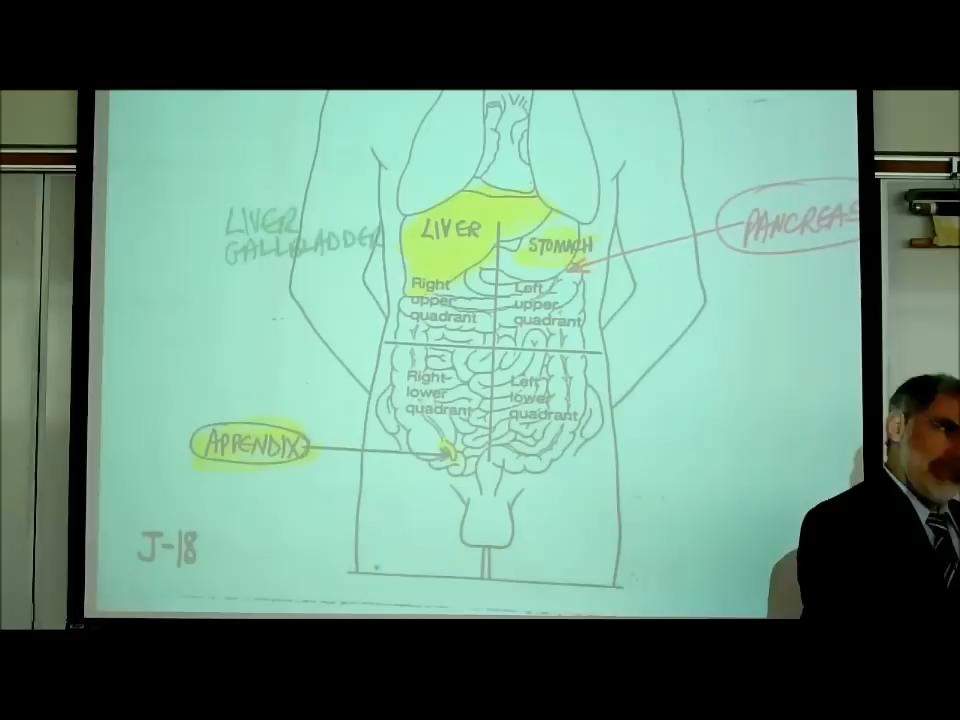 LIVER
GALLBLADDER
LIVER
STOMACH
PANCREAS
Right
upper
quadrant
Left
upper
quadrant
Right
lower
quadrant
Left
lower
quadrant
APPENDIX
J-18